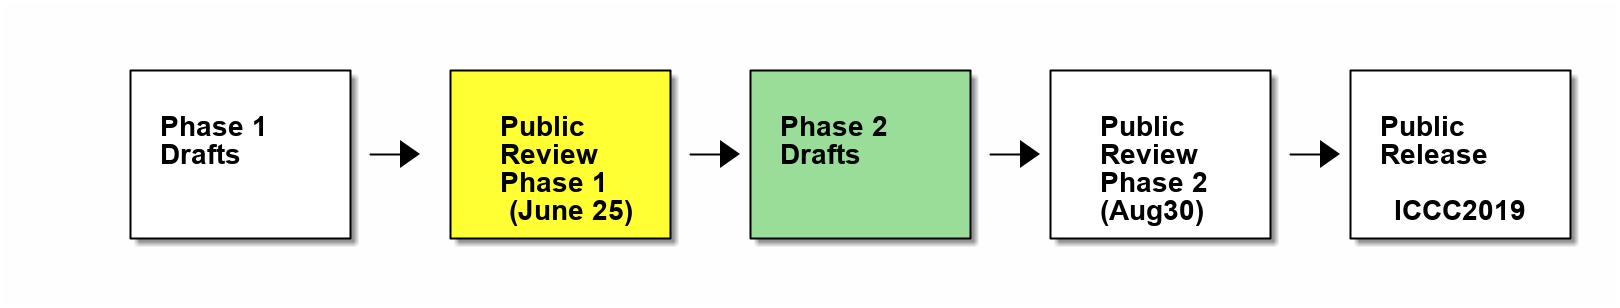 Phase 1
Drafts
Public
Review
Phase 1
(June 25)
Phase 2
Drafts
Public
Review
Phase 2
(Aug30)
Public
Release
ICCC2019